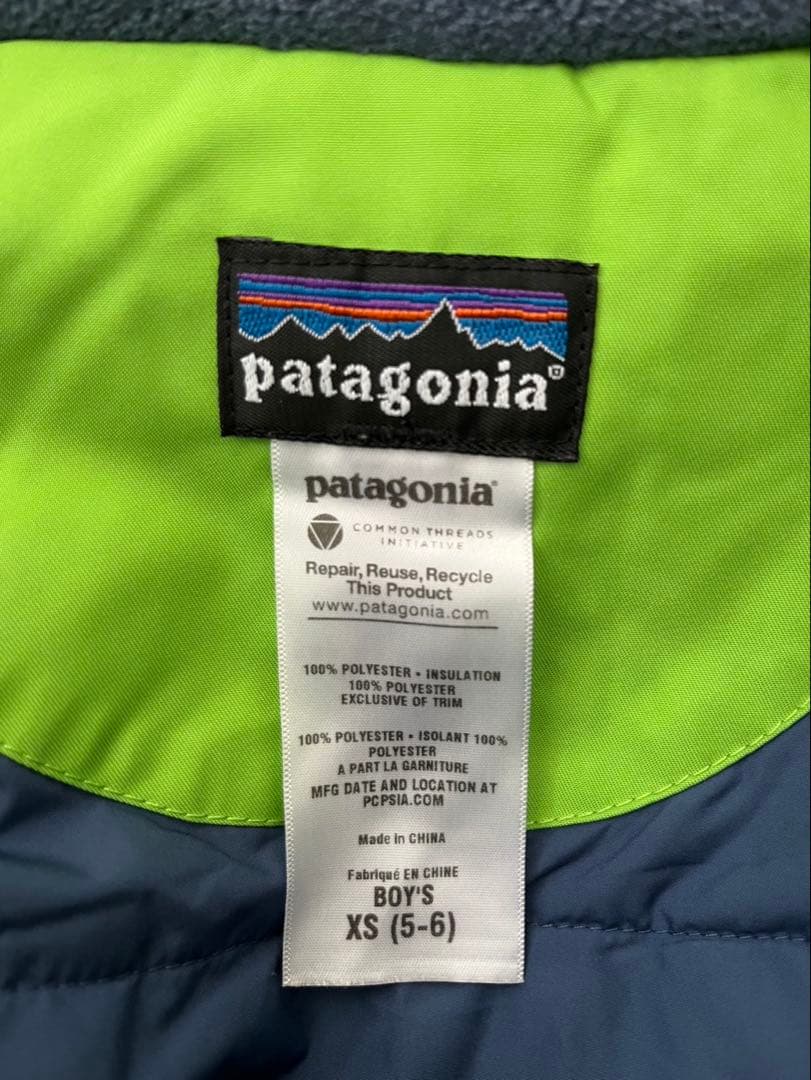 patagonia®
patagonia®
COMMON THREADS
INITIATIVE
Repair, Reuse, Recycle
This Product
www.patagonia.com
100% POLYESTER • INSULATION
100% POLYESTER
EXCLUSIVE OF TRIM
100% POLYESTER • ISOLANT 100%
POLYESTER
A PART LA GARNITURE
MFG DATE AND LOCATION AT
PCPSIA.COM
Made in CHINA
Fabriqué EN CHINE
BOY'S
XS (5-6)